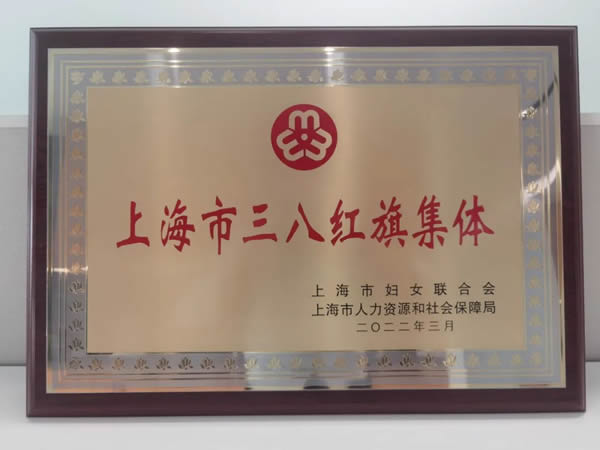 上海市三八红旗集体
上海市妇女联合会
上海市人力资源和社会保障局
二〇二二年三月